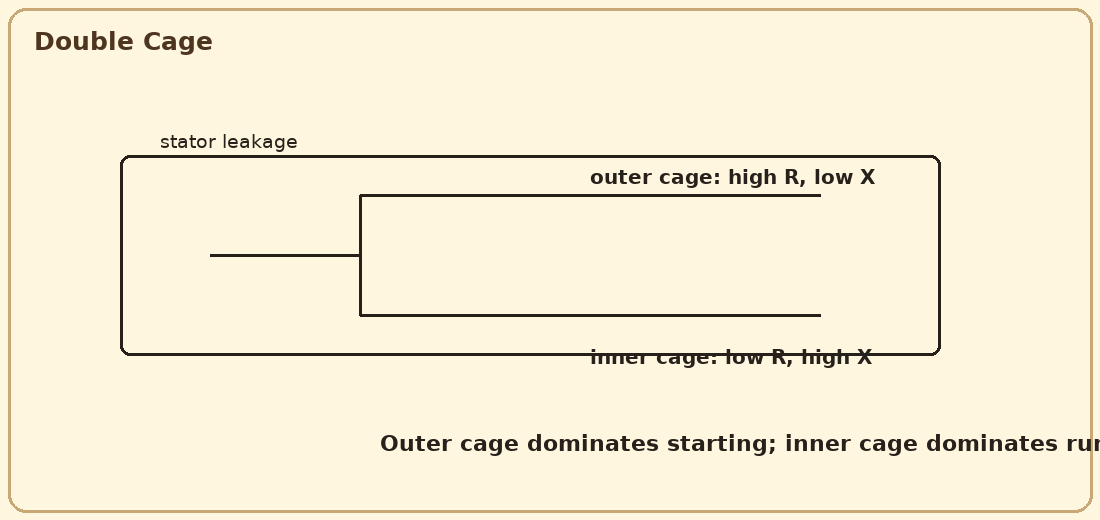 Double Cage
stator leakage
outer cage: high R, low X
inner cage: low R, high X
Outer cage dominates starting; inner cage dominates